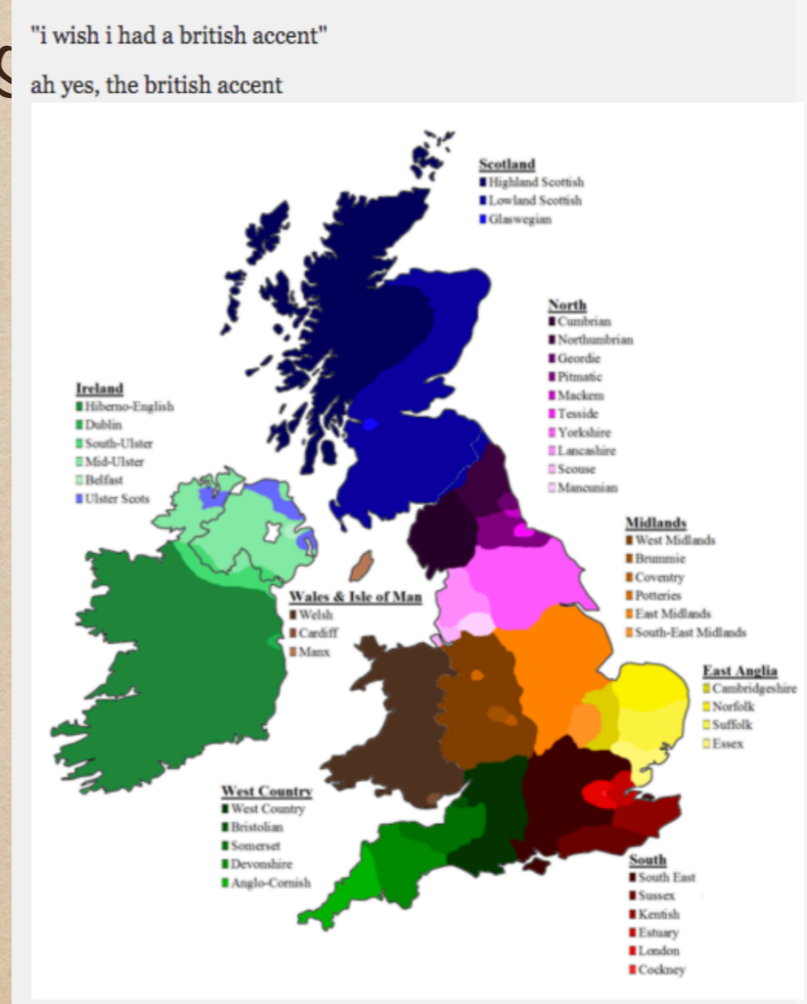 "i wish i had a british accent"
ah yes, the british accent
Scotland
Highland Scottish
Lowland Scottish
Glaswegian
North
Cumbrian
Northumbrian
Geordie
Pitmatic
Mackem
Tesside
Yorkshire
Lancashire
Scouse
Mancunian
Ireland
Hiberno-English
Dublin
South-Ulster
Mid-Ulster
Belfast
Ulster Scots
Midlands
West Midlands
Brummie
Coventry
Potteries
East Midlands
South-East Midlands
Wales & Isle of Man
Welsh
Cardiff
Manx
East Anglia
Cambridgeshire
Norfolk
Suffolk
Essex
West Country
West Country
Bristolian
Somerset
Devonshire
Anglo-Cornish
South
South East
Sussex
Kentish
Estuary
London
Cockney